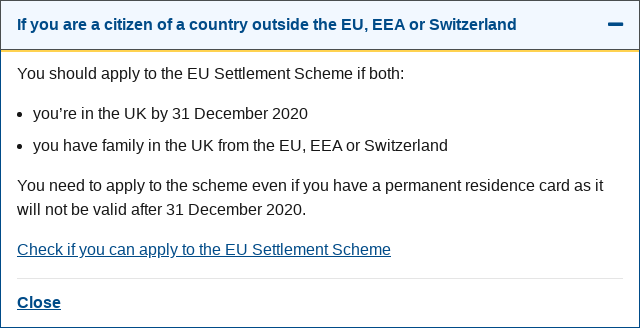 If you are a citizen of a country outside the EU, EEA or Switzerland
You should apply to the EU Settlement Scheme if both:
you’re in the UK by 31 December 2020
you have family in the UK from the EU, EEA or Switzerland
You need to apply to the scheme even if you have a permanent residence card as it
will not be valid after 31 December 2020.
Check if you can apply to the EU Settlement Scheme
Close